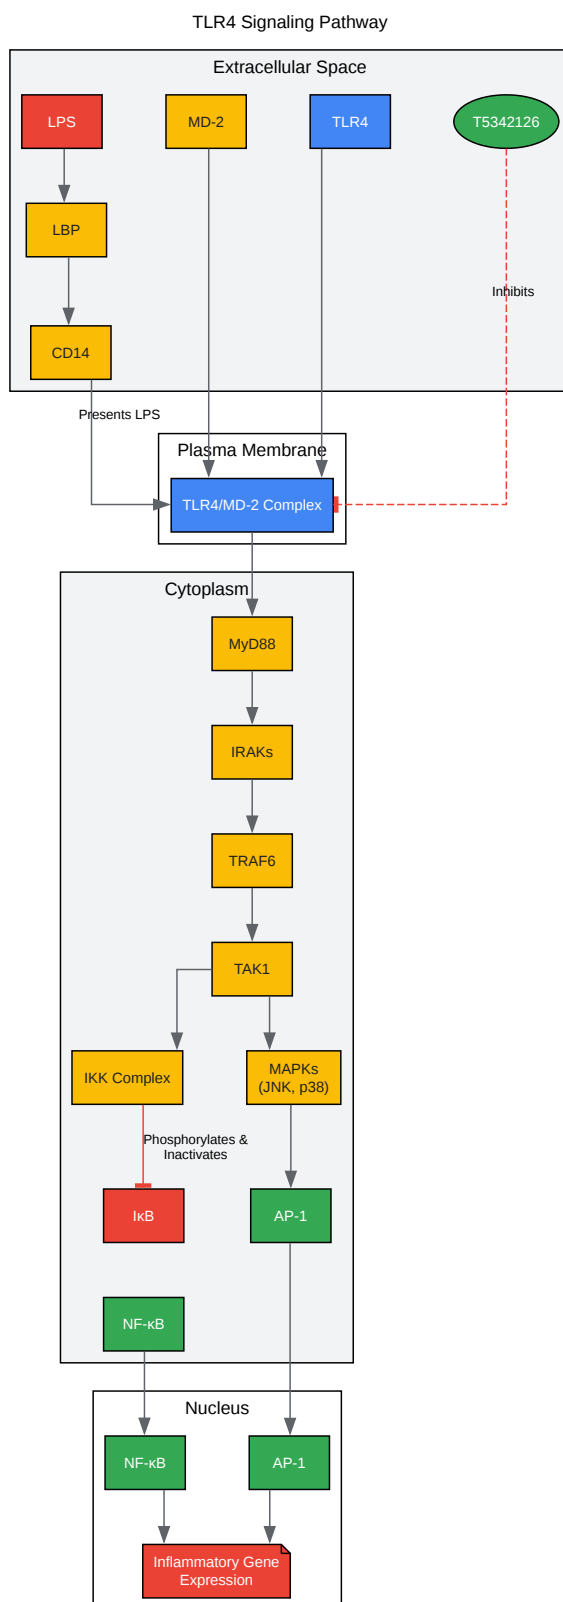 TLR4 Signaling Pathway
Extracellular Space
LPS
MD-2
TLR4
T5342126
LBP
Inhibits
CD14
Presents LPS
Plasma Membrane
TLR4/MD-2 Complex
Cytoplasm
MyD88
IRAKs
TRAF6
TAK1
IKK Complex
MAPKs
(JNK, p38)
Phosphorylates &
Inactivates
IκB
AP-1
NF-κB
Nucleus
NF-κB
AP-1
Inflammatory Gene
Expression